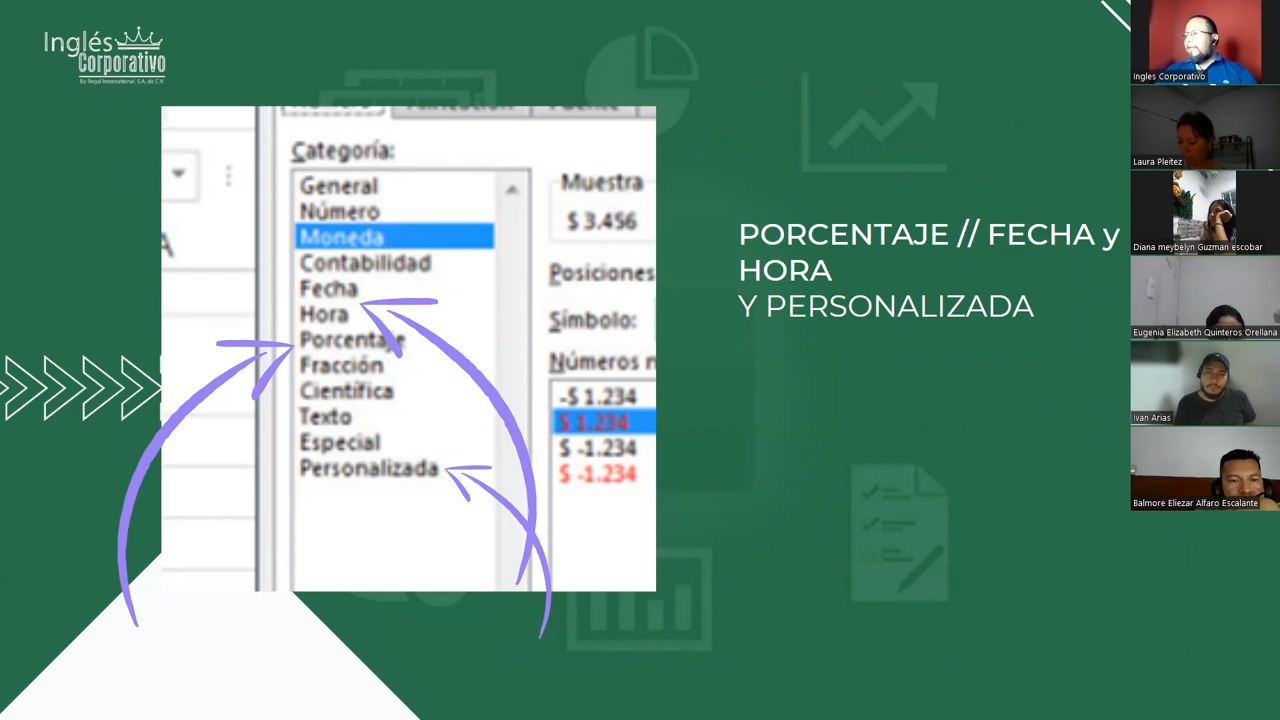 Inglés
Corporativo
By Regal International, S.A. de C.V.
Categoría:
General
Número
Moneda
Contabilidad
Fecha
Hora
Porcentaje
Fracción
Científica
Texto
Especial
Personalizada
Muestra
$ 3.456
Posiciones
Símbolo:
Números n
-$ 1.234
$ 1.234
$ -1.234
$ -1.234
PORCENTAJE // FECHA y
HORA
Y PERSONALIZADA
Ingles Corporativo
Laura Pleitez
Diana meybelyn Guzman escobar
Eugenia Elizabeth Quinteros Orellana
Ivan Arias
Balmore Eliezar Alfaro Escalante